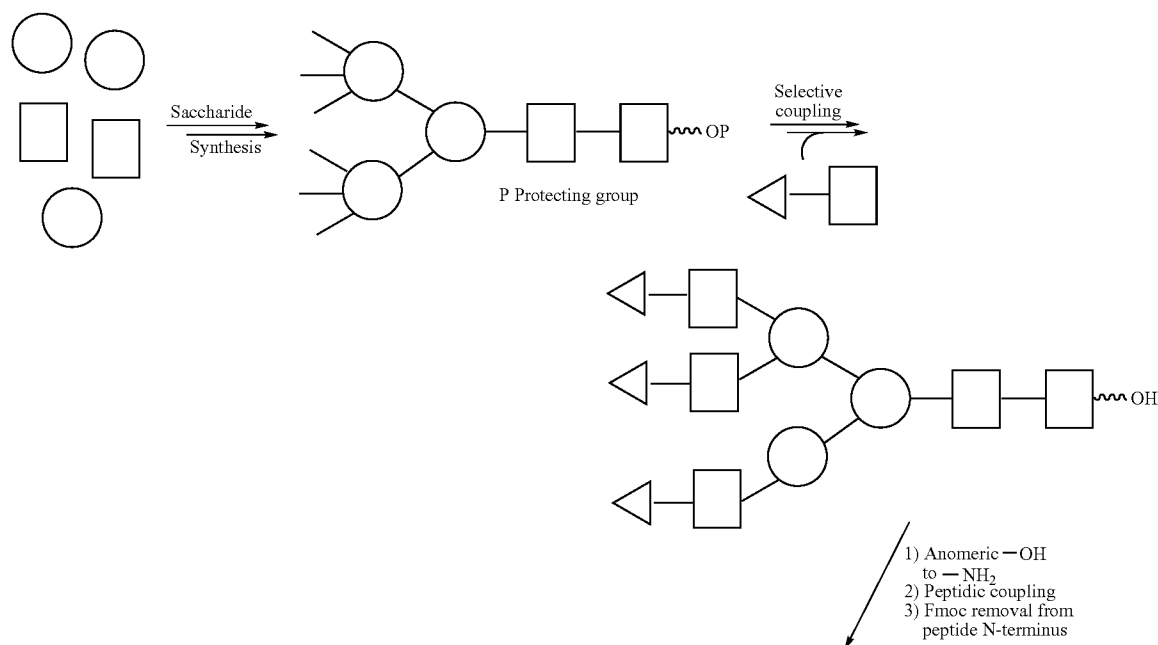 Saccharide
Synthesis
OP
P Protecting group
Selective
coupling
OH
1) Anomeric —OH
to —NH₂
2) Peptidic coupling
3) Fmoc removal from
peptide N-terminus